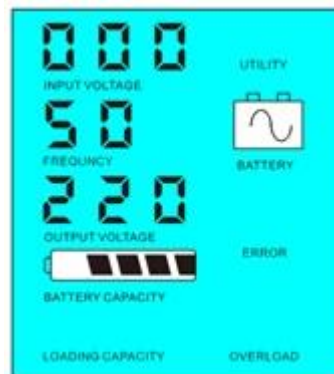 000
UTILITY
INPUT VOLTAGE
50
FREQUNCY
BATTERY
220
OUTPUT VOLTAGE
ERROR
BATTERY CAPACITY
LOADING CAPACITY
OVERLOAD